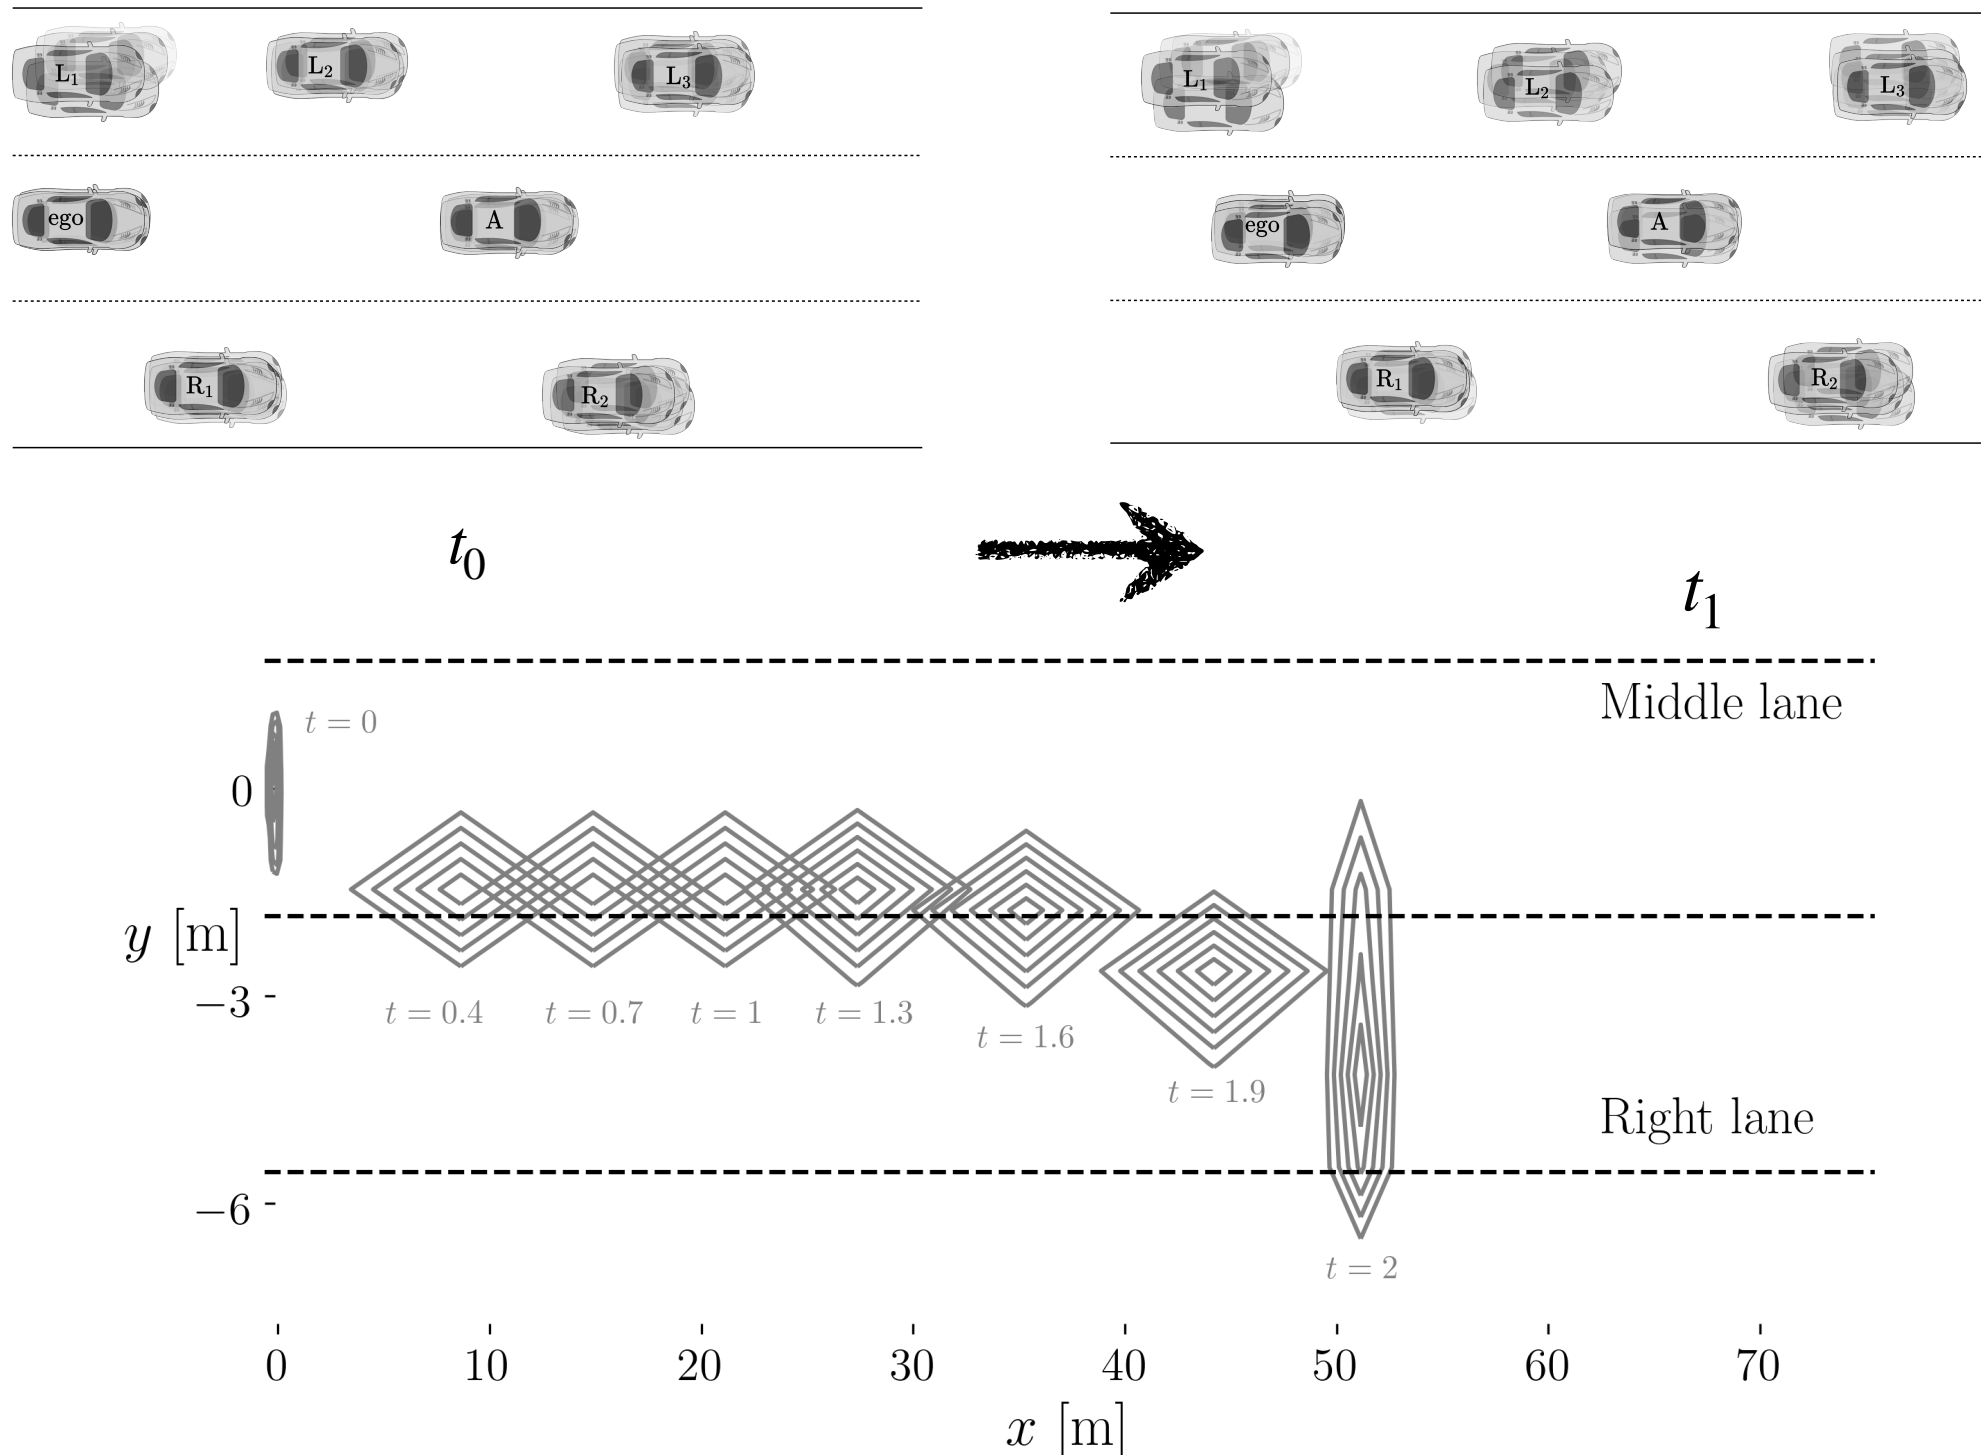 L₁ L₂ L₃
ego A
R₁ R₂
L₁ L₂ L₃
ego A
R₁ R₂
t₀
t₁
Middle lane
t = 0
0
y [m]
−3
t = 0.4 t = 0.7 t = 1 t = 1.3
t = 1.6
t = 1.9
Right lane
−6
t = 2
0 10 20 30 40 50 60 70
x [m]